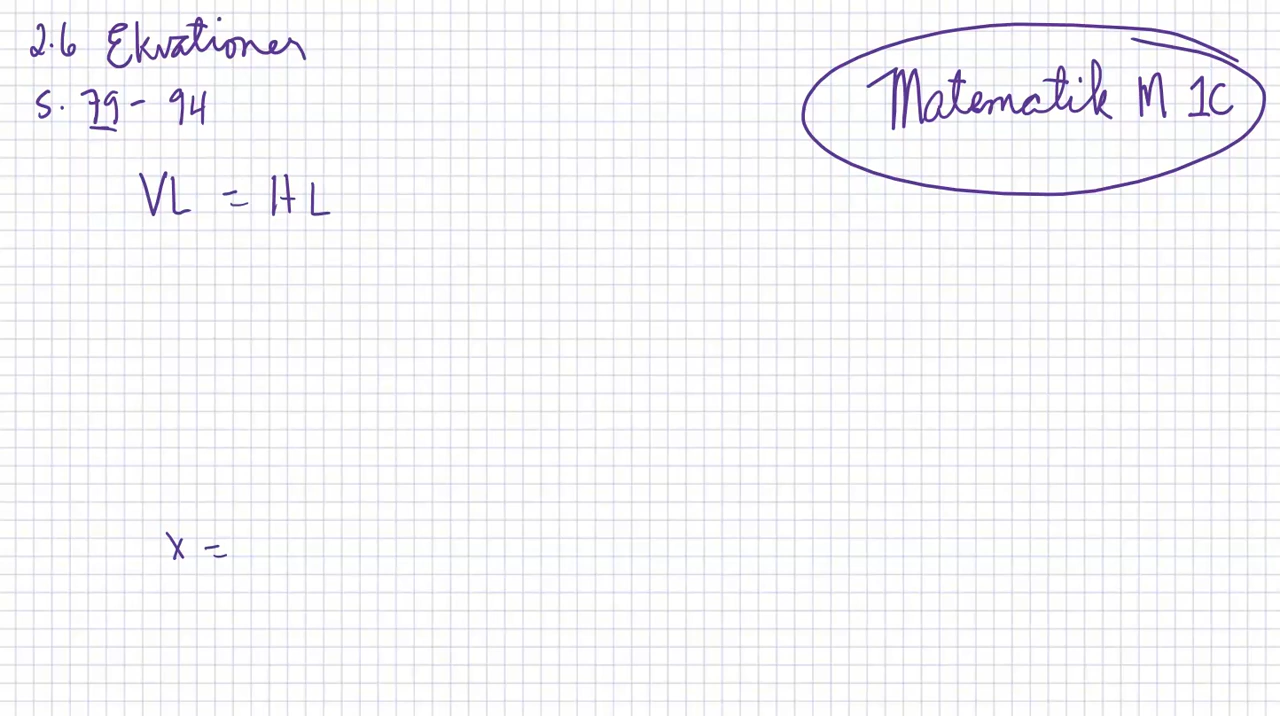 2.6 Ekvationer
s. 79 - 94
Matematik M 1C
VL = HL
x =